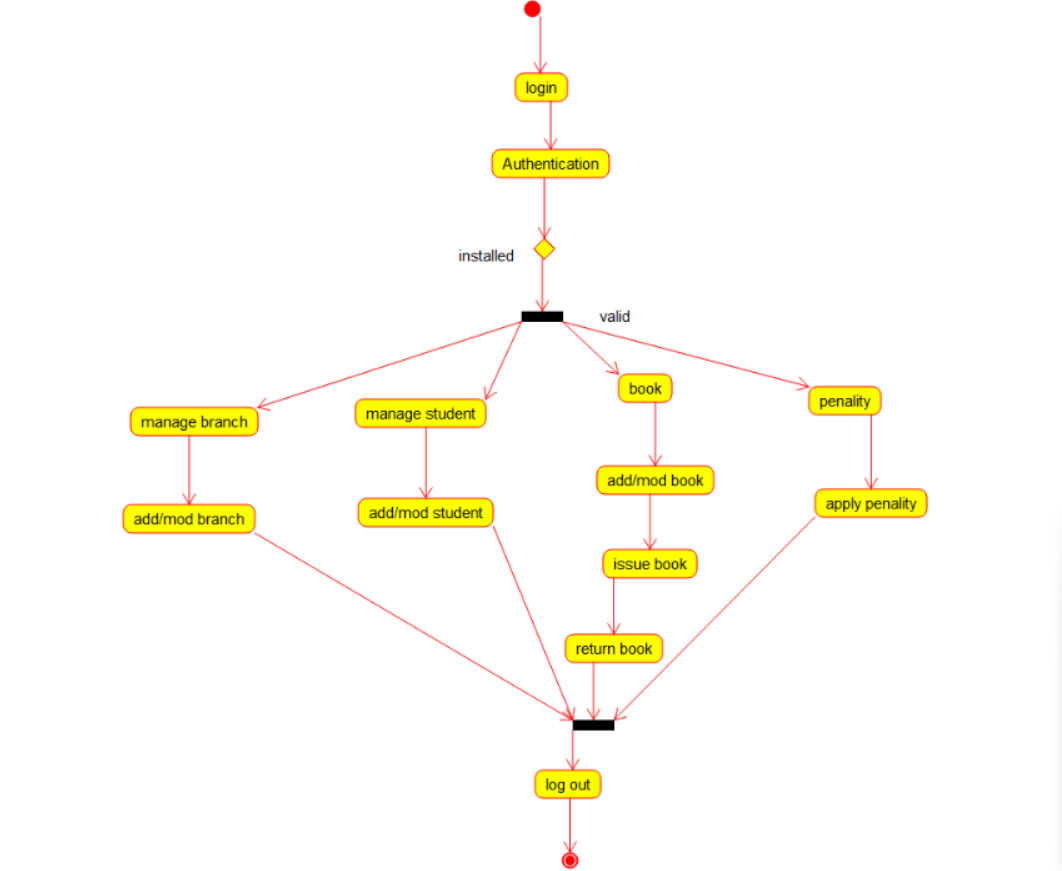 login
Authentication
installed
valid
manage branch
manage student
book
penality
add/mod branch
add/mod student
add/mod book
apply penality
issue book
return book
log out